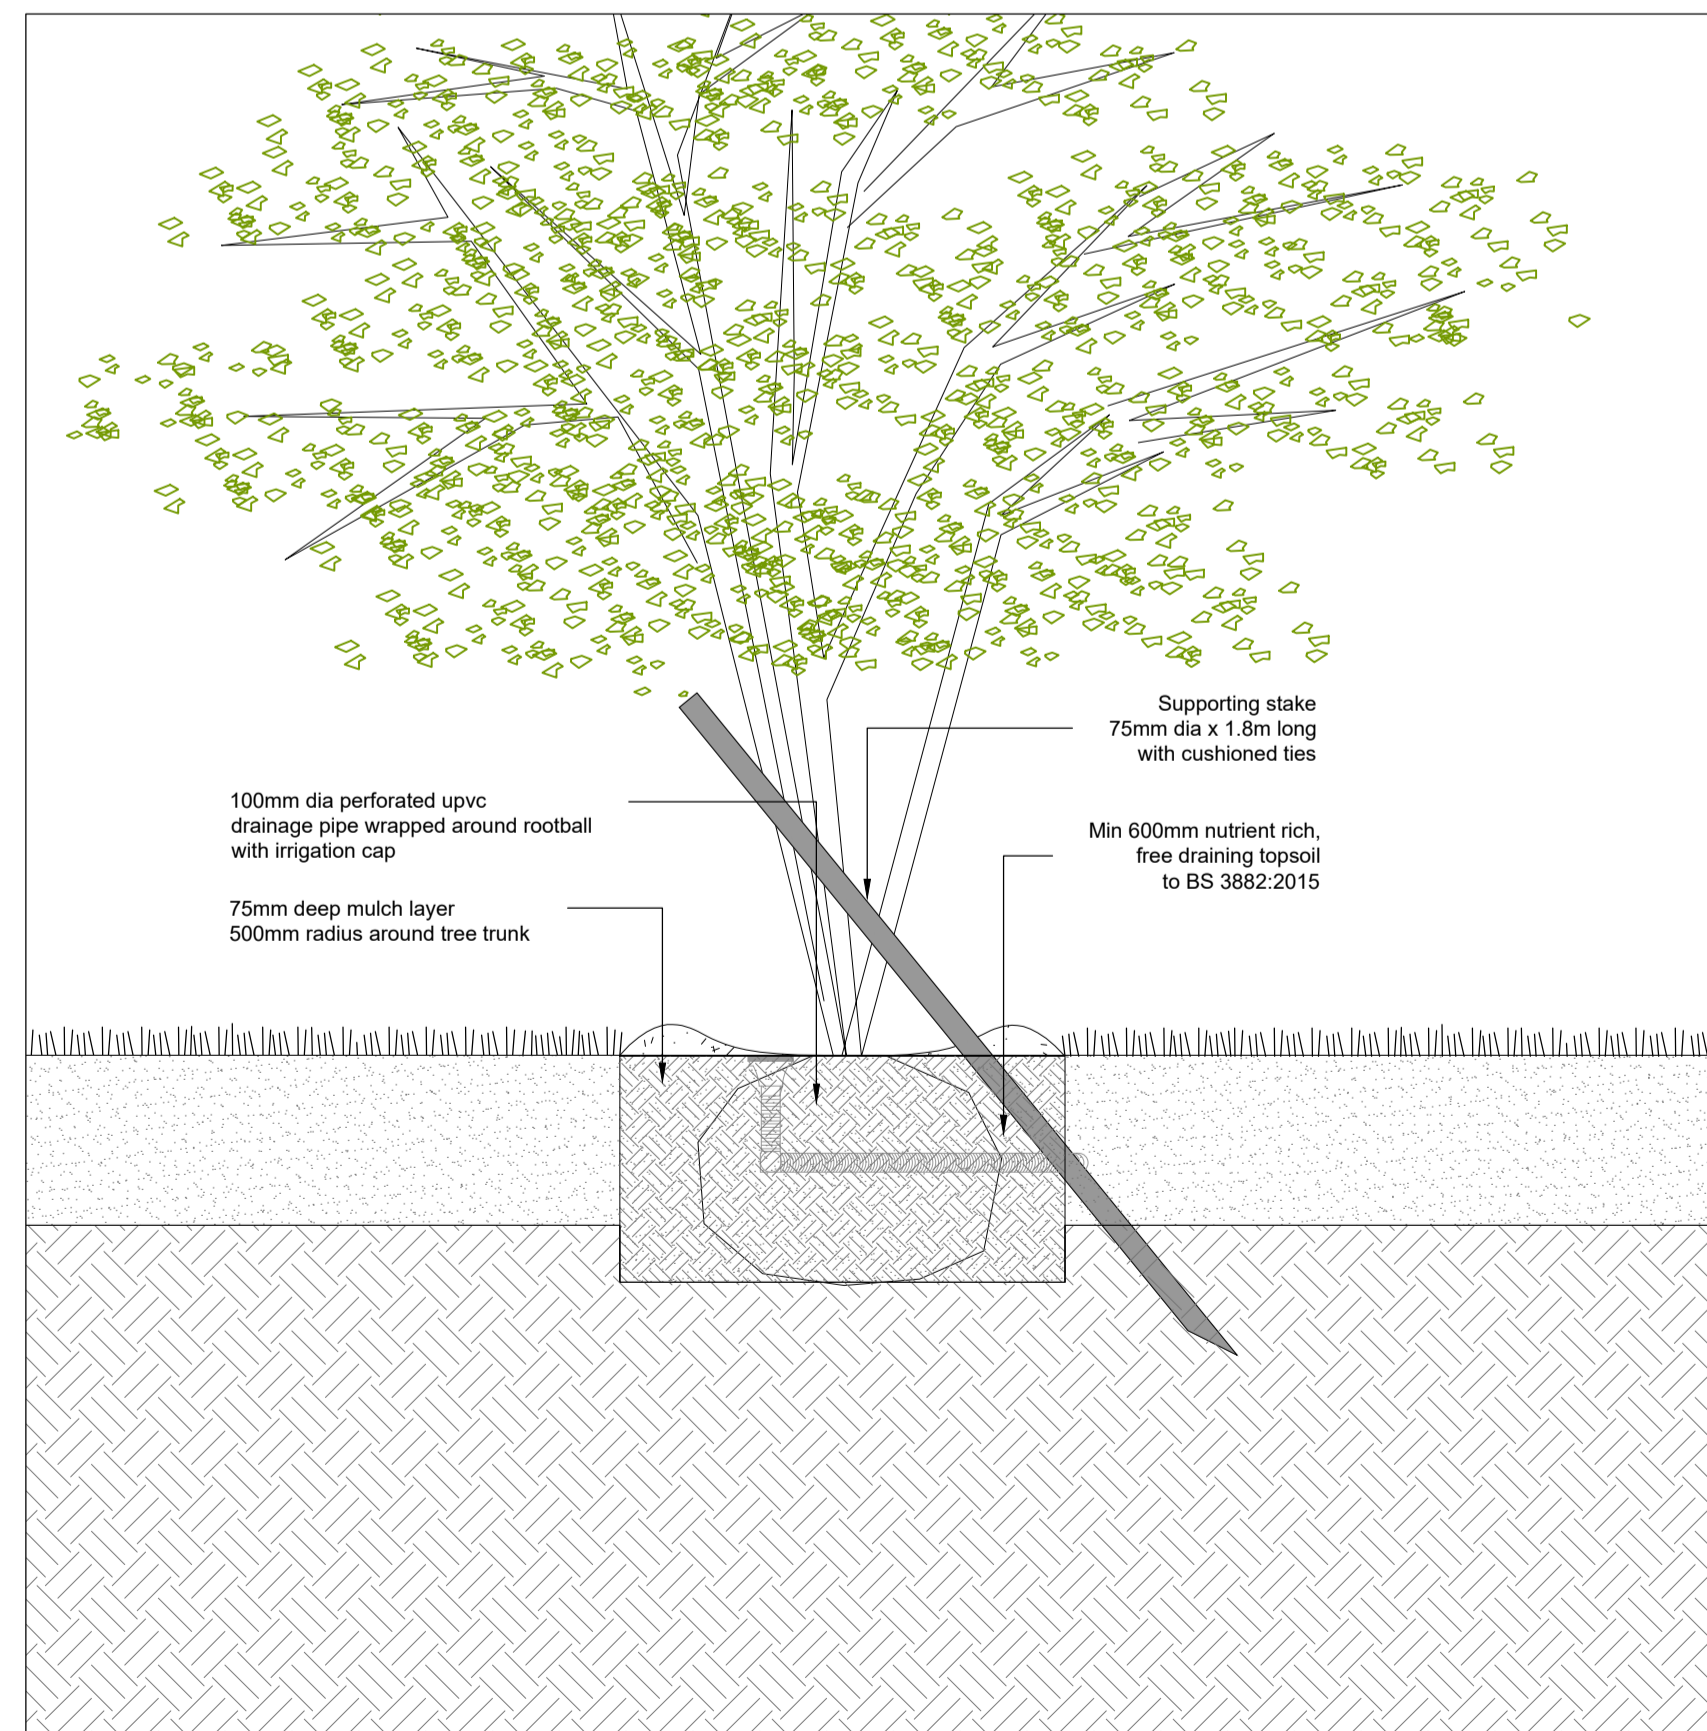 Supporting stake
75mm dia x 1.8m long
with cushioned ties
100mm dia perforated upvc
drainage pipe wrapped around rootball
with irrigation cap
Min 600mm nutrient rich,
free draining topsoil
to BS 3882:2015
75mm deep mulch layer
500mm radius around tree trunk